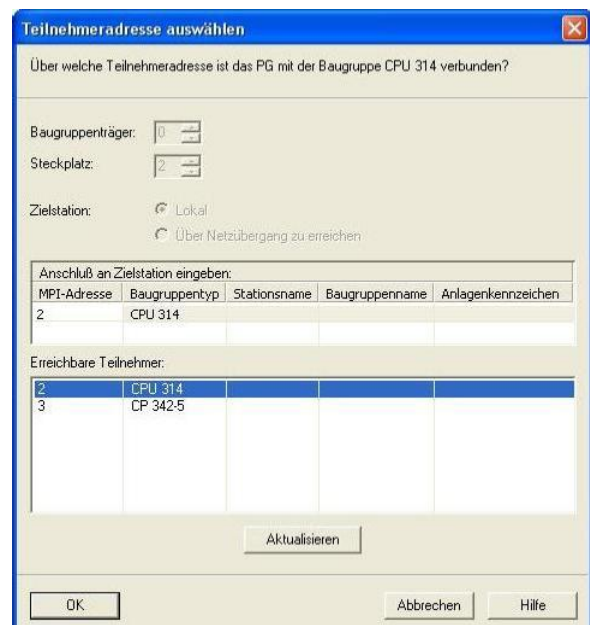 Teilnehmeradresse auswählen
Über welche Teilnehmeradresse ist das PG mit der Baugruppe CPU 314 verbunden?
Baugruppenträger: 0
Steckplatz: 2
Zielstation: Lokal
Über Netzübergang zu erreichen
Anschluß an Zielstation eingeben:
MPI-Adresse Baugruppentyp Stationsname Baugruppenname Anlagenkennzeichen
2 CPU 314
Erreichbare Teilnehmer:
2 CPU 314
3 CP 342-5
Aktualisieren
OK Abbrechen Hilfe